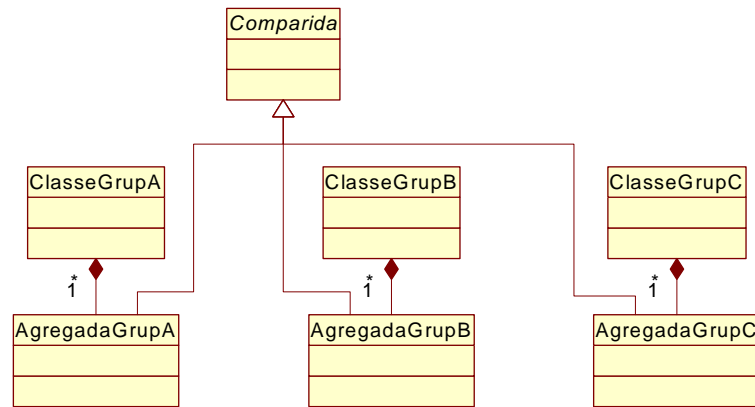 Comparida
ClasseGrupA
ClasseGrupB
ClasseGrupC
*
1
*
1
*
1
AgregadaGrupA
AgregadaGrupB
AgregadaGrupC